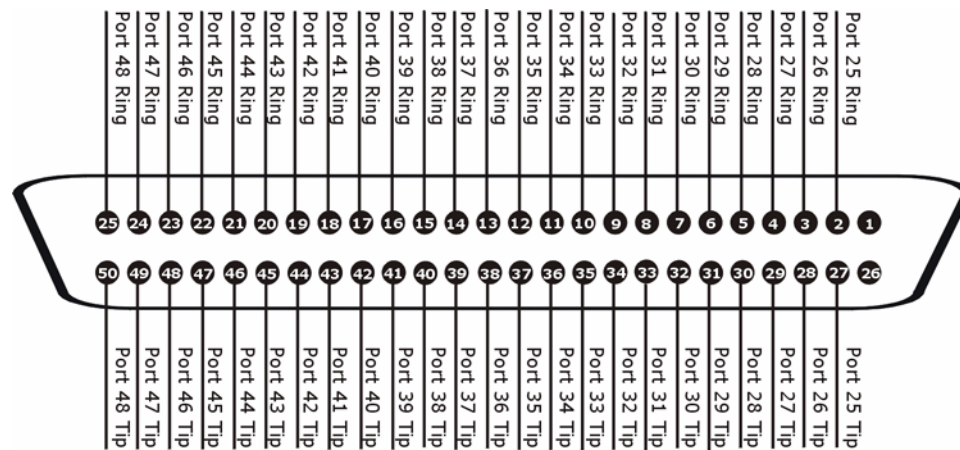 Port 48 Ring
Port 47 Ring
Port 46 Ring
Port 45 Ring
Port 44 Ring
Port 43 Ring
Port 42 Ring
Port 41 Ring
Port 40 Ring
Port 39 Ring
Port 38 Ring
Port 37 Ring
Port 36 Ring
Port 35 Ring
Port 34 Ring
Port 33 Ring
Port 32 Ring
Port 31 Ring
Port 30 Ring
Port 29 Ring
Port 28 Ring
Port 27 Ring
Port 26 Ring
Port 25 Ring
25 24 23 22 21 20 19 18 17 16 15 14 13 12 11 10 9 8 7 6 5 4 3 2 1
50 49 48 47 46 45 44 43 42 41 40 39 38 37 36 35 34 33 32 31 30 29 28 27 26
Port 48 Tip
Port 47 Tip
Port 46 Tip
Port 45 Tip
Port 44 Tip
Port 43 Tip
Port 42 Tip
Port 41 Tip
Port 40 Tip
Port 39 Tip
Port 38 Tip
Port 37 Tip
Port 36 Tip
Port 35 Tip
Port 34 Tip
Port 33 Tip
Port 32 Tip
Port 31 Tip
Port 30 Tip
Port 29 Tip
Port 28 Tip
Port 27 Tip
Port 26 Tip
Port 25 Tip